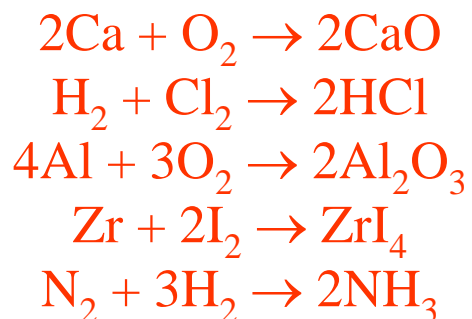 2Ca + O₂ → 2CaO
H₂ + Cl₂ → 2HCl
4Al + 3O₂ → 2Al₂O₃
Zr + 2I₂ → ZrI₄
N₂ + 3H₂ → 2NH₃